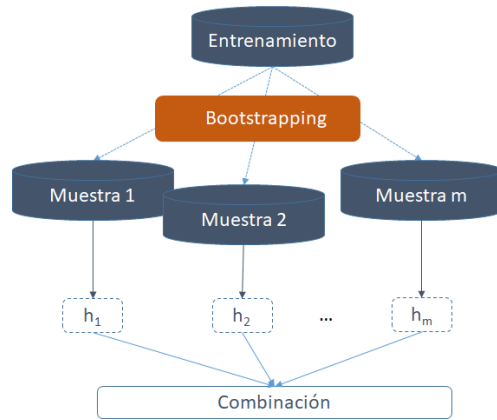 Entrenamiento
Bootstrapping
Muestra 1
Muestra 2
Muestra m
h₁
h₂
...
hₘ
Combinación